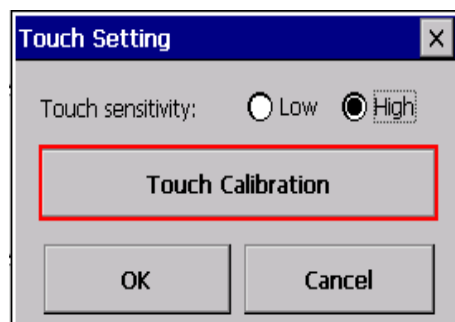 Touch Setting
Touch sensitivity: Low High
Touch Calibration
OK Cancel